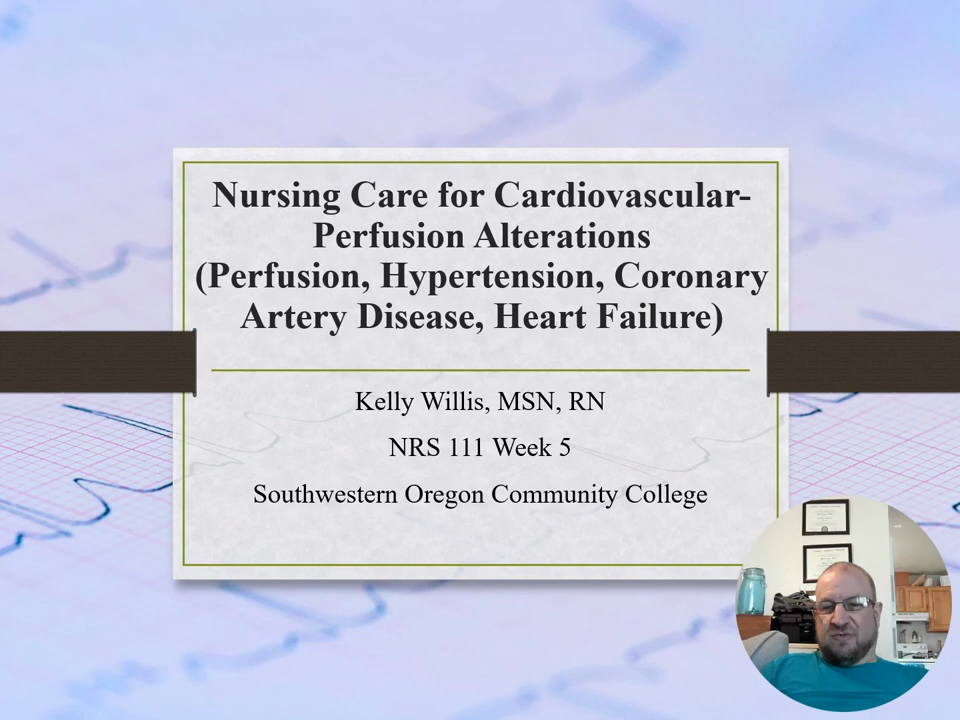 Nursing Care for Cardiovascular-
Perfusion Alterations
(Perfusion, Hypertension, Coronary
Artery Disease, Heart Failure)
Kelly Willis, MSN, RN
NRS 111 Week 5
Southwestern Oregon Community College